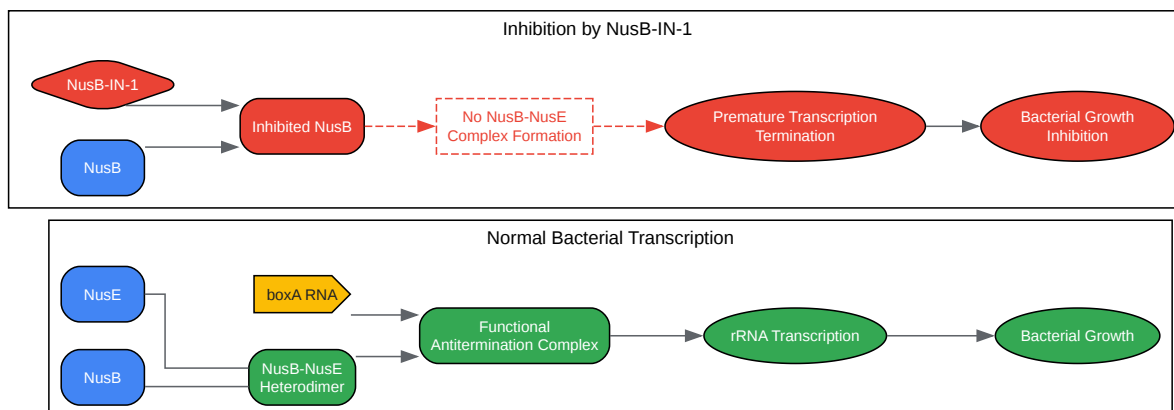 Inhibition by NusB-IN-1
NusB-IN-1
NusB
Inhibited NusB
No NusB-NusE
Complex Formation
Premature Transcription
Termination
Bacterial Growth
Inhibition
Normal Bacterial Transcription
NusE
NusB
boxA RNA
NusB-NusE
Heterodimer
Functional
Antitermination Complex
rRNA Transcription
Bacterial Growth